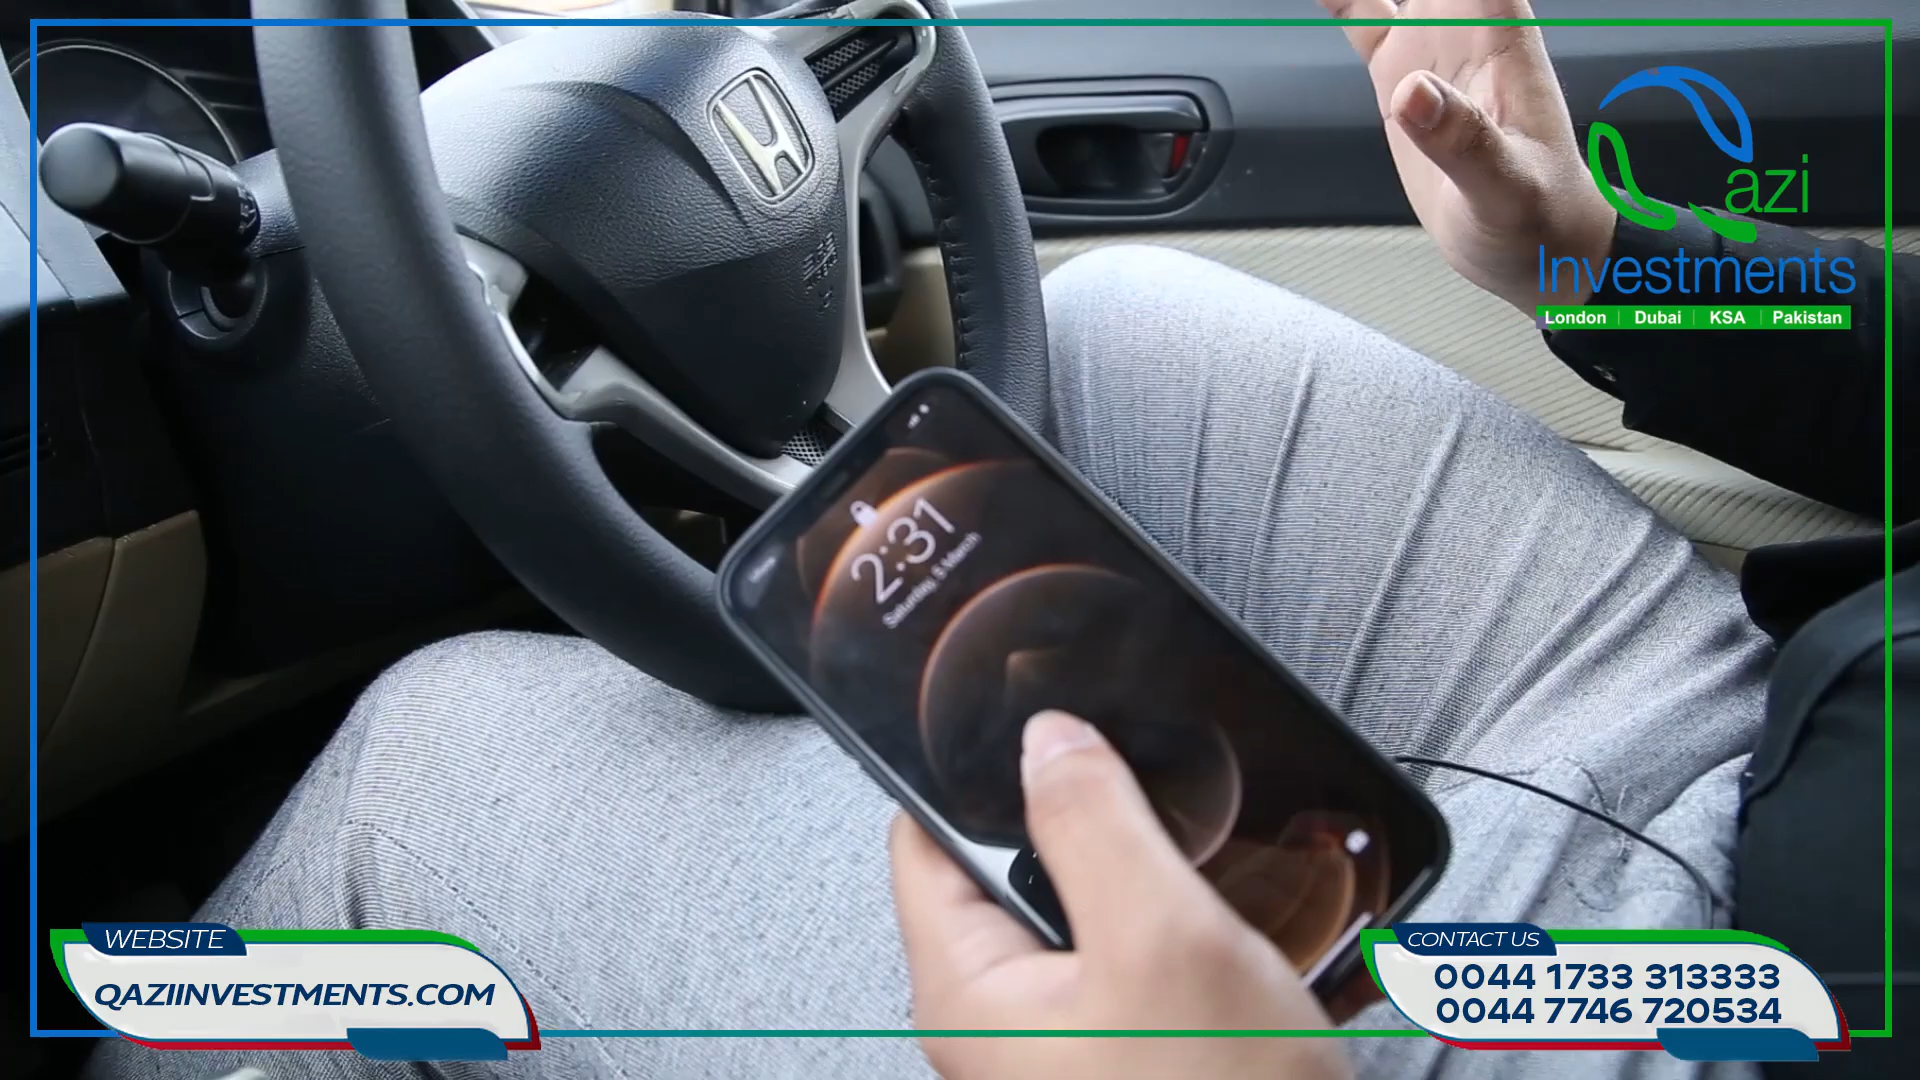 azi
Investments
London | Dubai | KSA | Pakistan
2:31
Saturday, 5 March
WEBSITE
QAZIINVESTMENTS.COM
CONTACT US
0044 1733 313333
0044 7746 720534